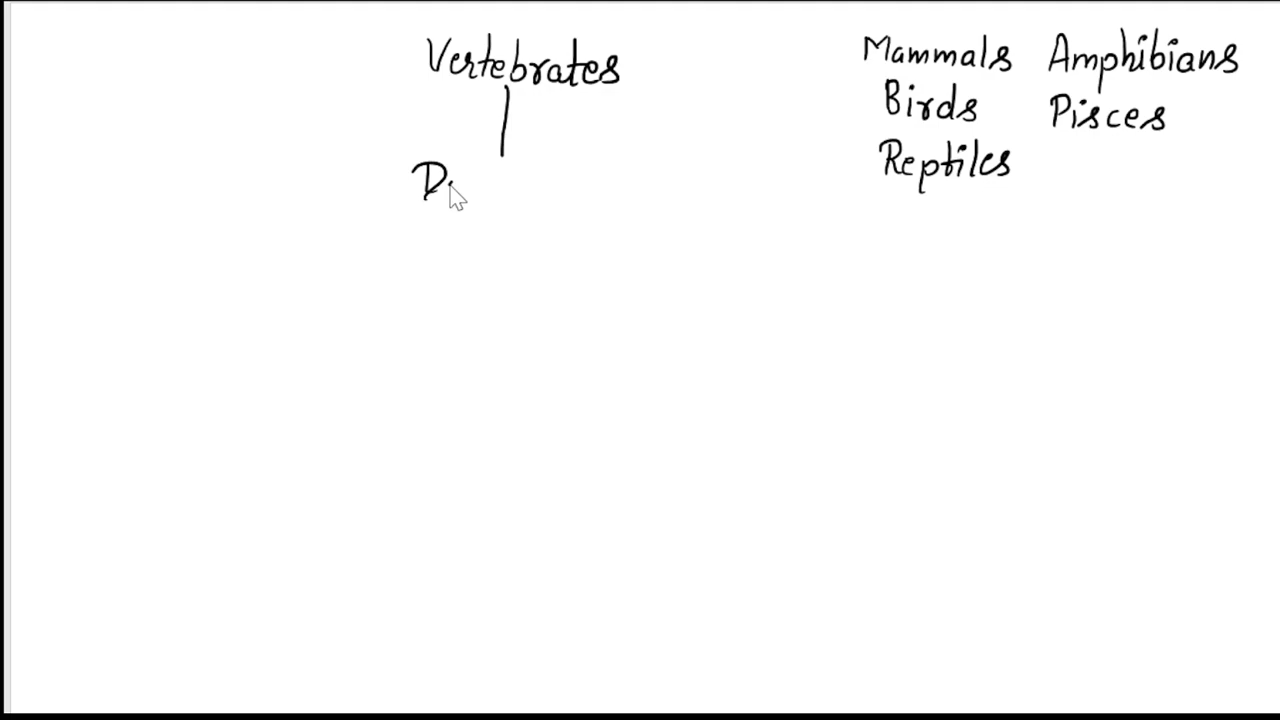 Vertebrates
D
Mammals Amphibians
Birds Pisces
Reptiles